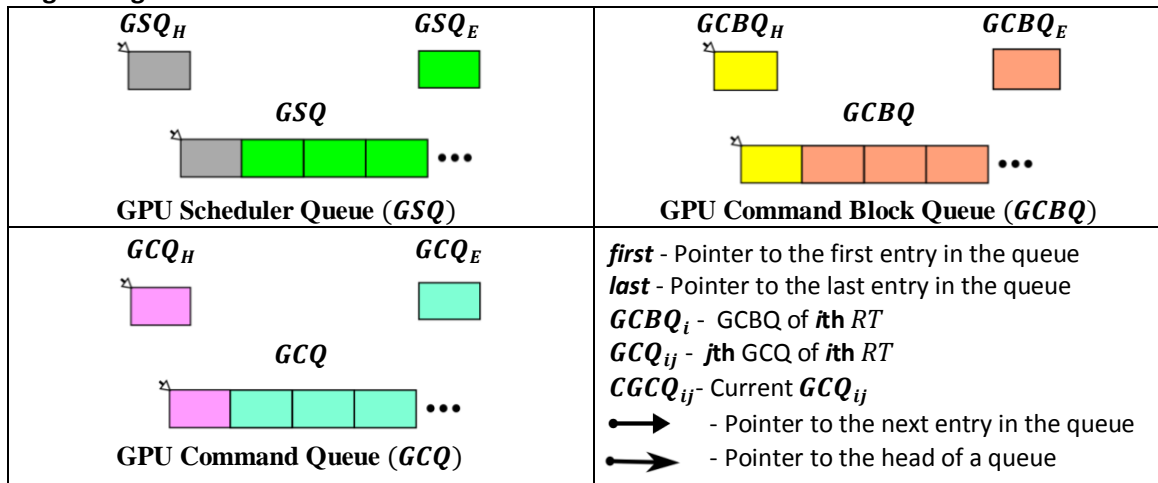 GSQ_H GSQ_E
GSQ
GPU Scheduler Queue (GSQ)
GCBQ_H GCBQ_E
GCBQ
GPU Command Block Queue (GCBQ)
GCQ_H GCQ_E
GCQ
GPU Command Queue (GCQ)
first - Pointer to the first entry in the queue
last - Pointer to the last entry in the queue
GCBQ_i - GCBQ of ith RT
GCQ_ij - jth GCQ of ith RT
CGCQ_ij- Current GCQ_ij
- Pointer to the next entry in the queue
- Pointer to the head of a queue